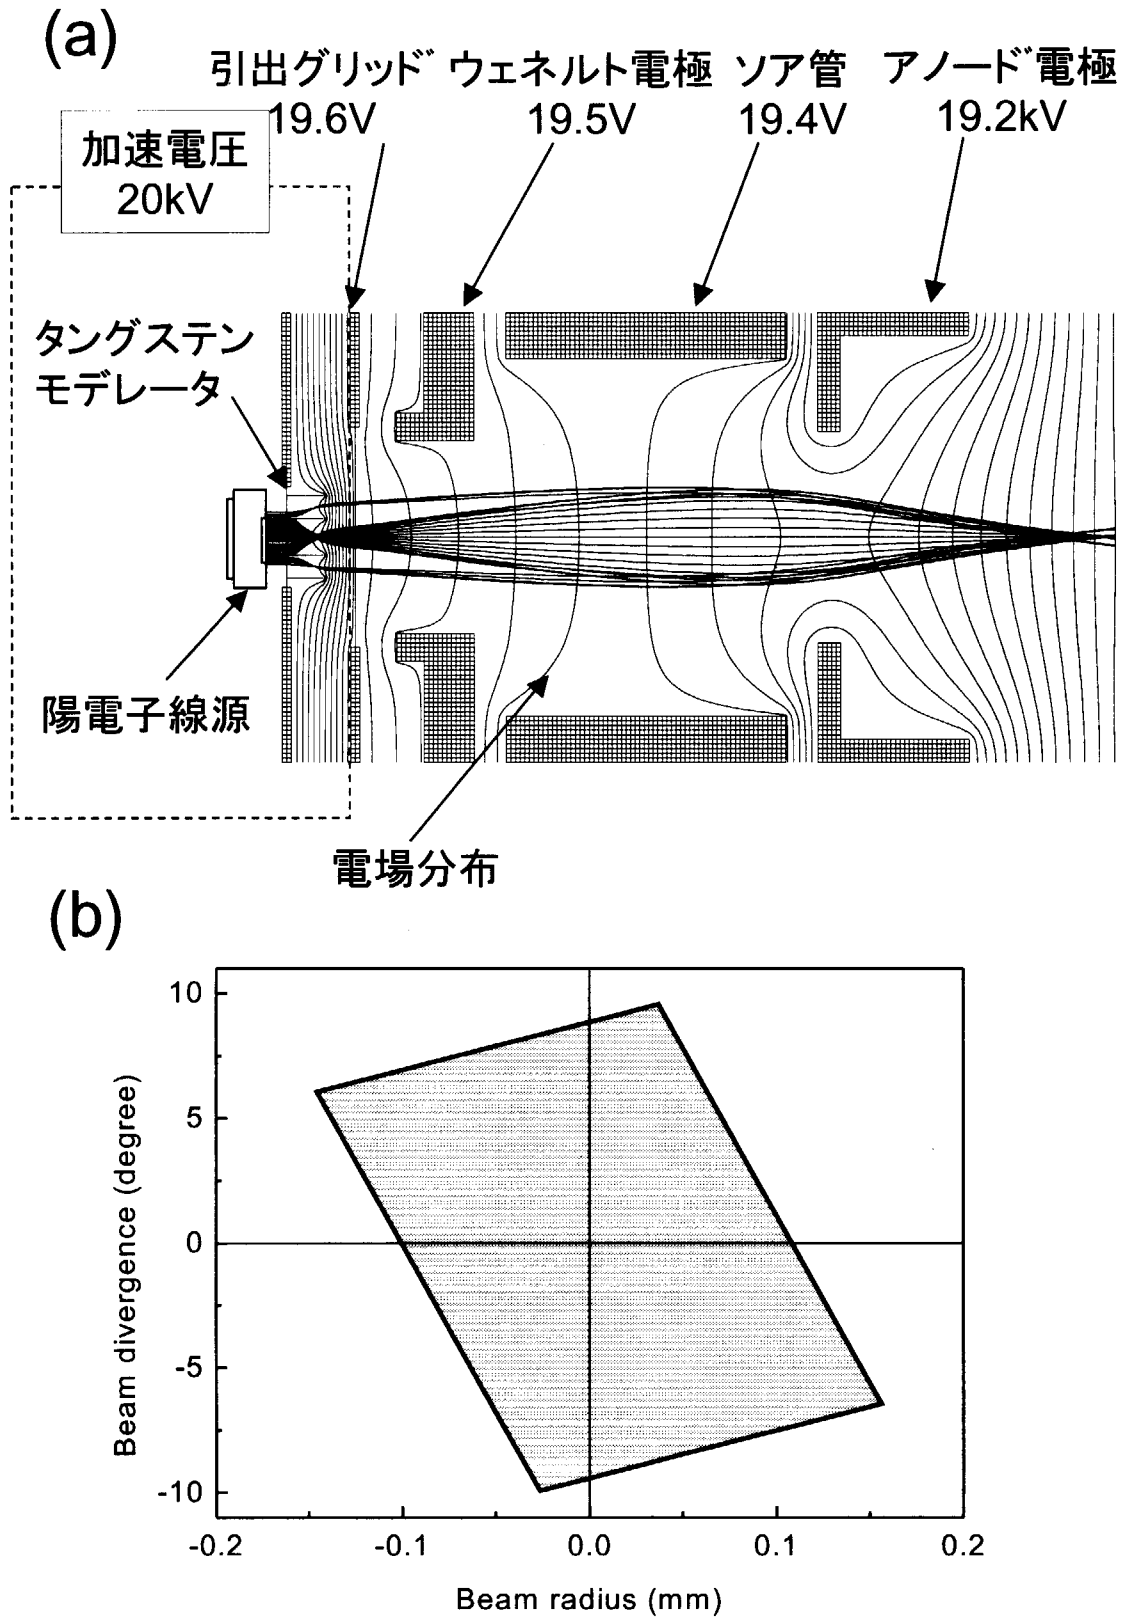 (a)
引出グリッド ウェネルト電極 ソア管 アノード電極
19.6V 19.5V 19.4V 19.2kV
加速電圧
20kV
タングステン
モデレータ
陽電子線源
電場分布
(b)
10
5
0
-5
-10
Beam divergence (degree)
-0.2 -0.1 0.0 0.1 0.2
Beam radius (mm)